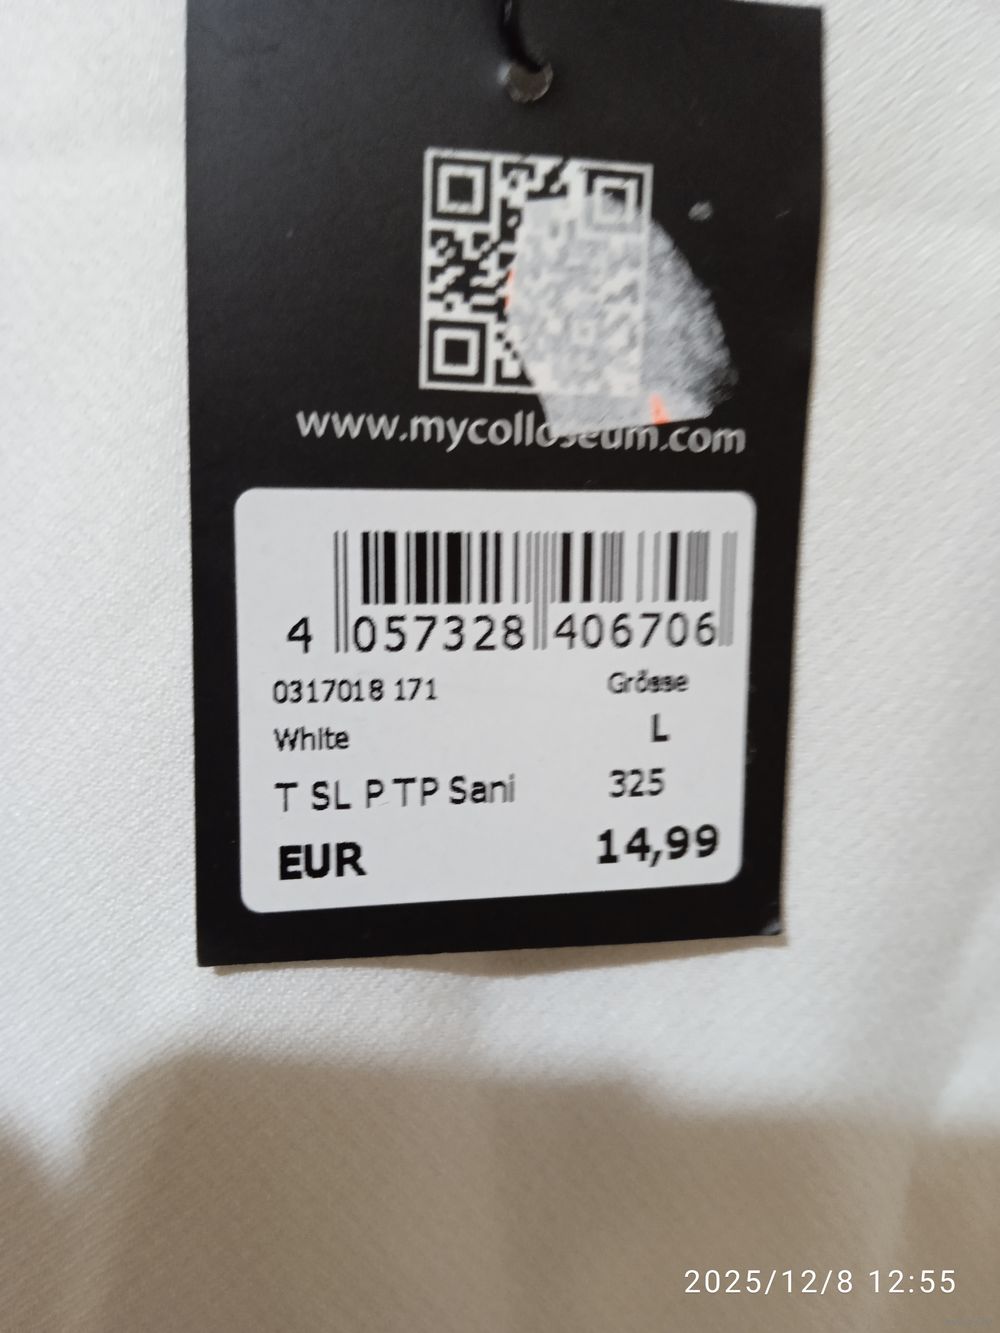 www.mycolloseum.com
4 057328 406706
0317018 171 Grösse
White L
T SL P TP Sani 325
EUR 14,99
2025/12/8 12:55